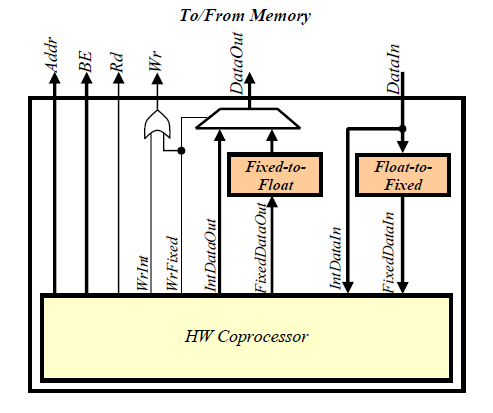 To/From Memory
Addr
BE
Rd
Wr
DataOut
DataIn
Fixed-to-
Float
Float-to-
Fixed
WrInt
WrFixed
IntDataOut
FixedDataOut
IntDataIn
FixedDataIn
HW Coprocessor